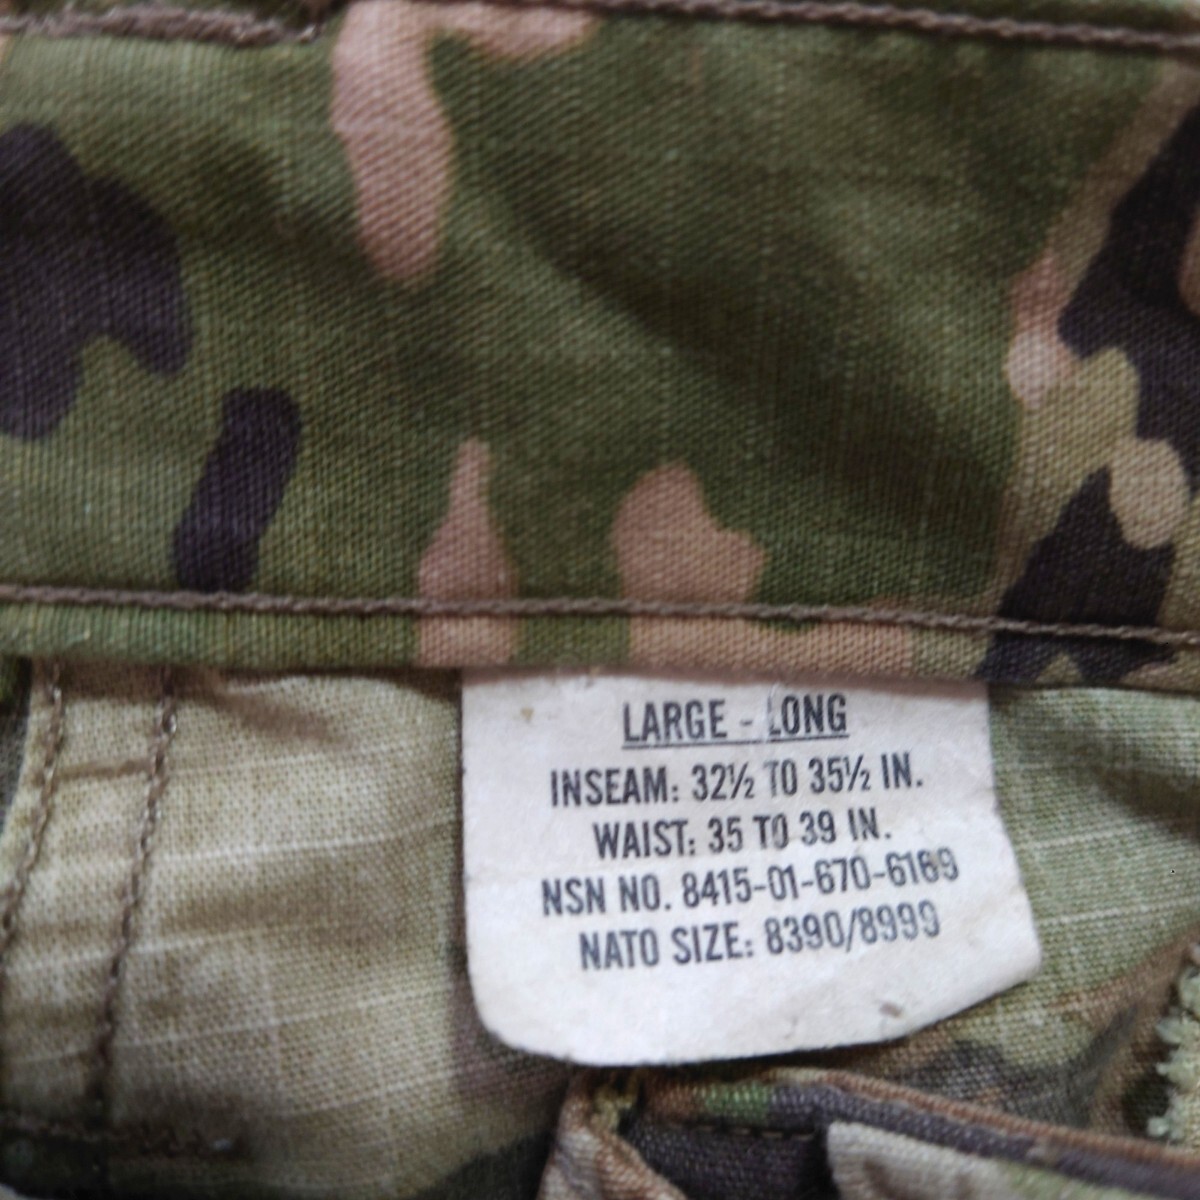 LARGE - LONG
INSEAM: 32½ TO 35½ IN.
WAIST: 35 TO 39 IN.
NSN NO. 8415-01-670-6169
NATO SIZE: 8390/8999